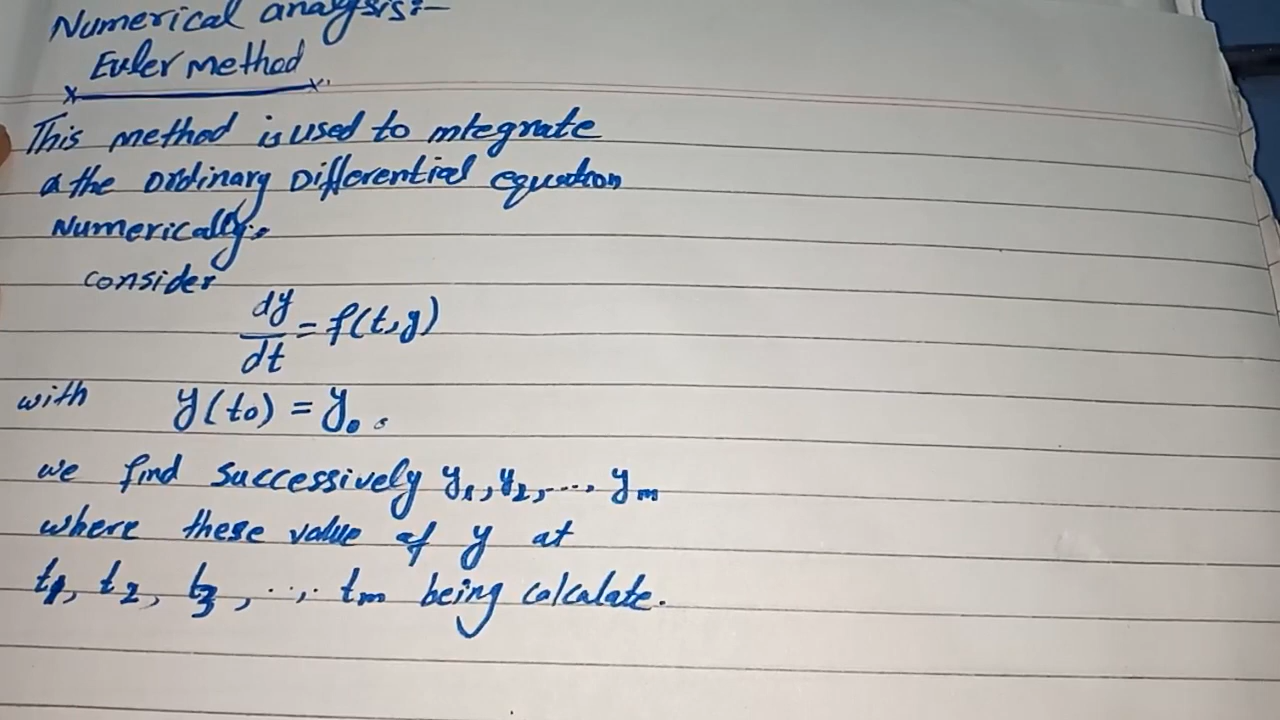 Numerical analysis:-
Euler method
This method is used to integrate
a the ordinary Differential equation
Numerically.
consider
dy/dt = f(t,y)
with y(t0) = y0.
we find successively y1, y2, ..., ym
where these value of y at
t1, t2, t3, ..., tm being calculate.